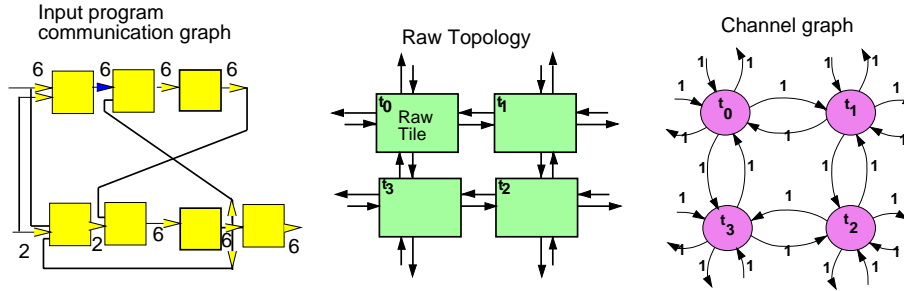 Input program
communication graph
6 6 6 6
2 2 6 6 6
Raw Topology
t0
Raw
Tile
t1
t3
t2
Channel graph
1 1 1 1
1 1 1
t0 t1
1 1 1
1 1 1 1
1 1 1
t3 t2
1 1 1
1 1 1 1